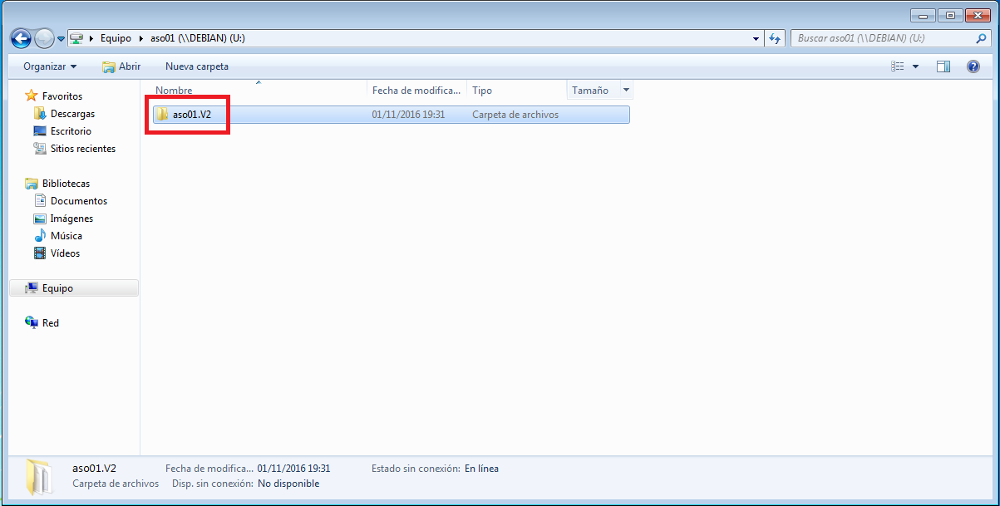 Equipo aso01 (\\DEBIAN) (U:) Buscar aso01 (\\DEBIAN) (U:)
Organizar Abrir Nueva carpeta
Nombre Fecha de modifica... Tipo Tamaño
aso01.V2 01/11/2016 19:31 Carpeta de archivos
Favoritos
Descargas
Escritorio
Sitios recientes
Bibliotecas
Documentos
Imágenes
Música
Vídeos
Equipo
Red
aso01.V2 Fecha de modifica... 01/11/2016 19:31 Estado sin conexión: En línea
Carpeta de archivos Disp. sin conexión: No disponible